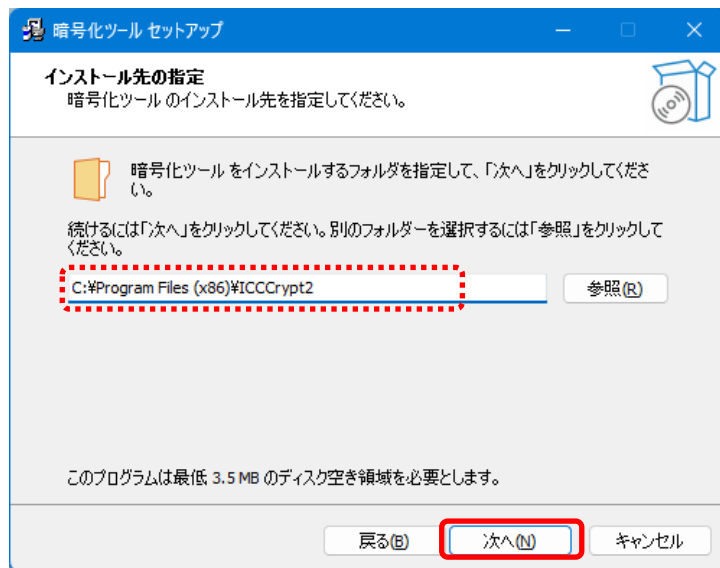 暗号化ツール セットアップ
インストール先の指定
暗号化ツール のインストール先を指定してください。
暗号化ツール をインストールするフォルダを指定して、「次へ」をクリックしてくださ
い。
続けるには「次へ」をクリックしてください。別のフォルダーを選択するには「参照」をクリックして
ください。
C:¥Program Files (x86)¥ICCCrypt2
参照(R)
このプログラムは最低 3.5 MB のディスク空き領域を必要とします。
戻る(B)
次へ(N)
キャンセル